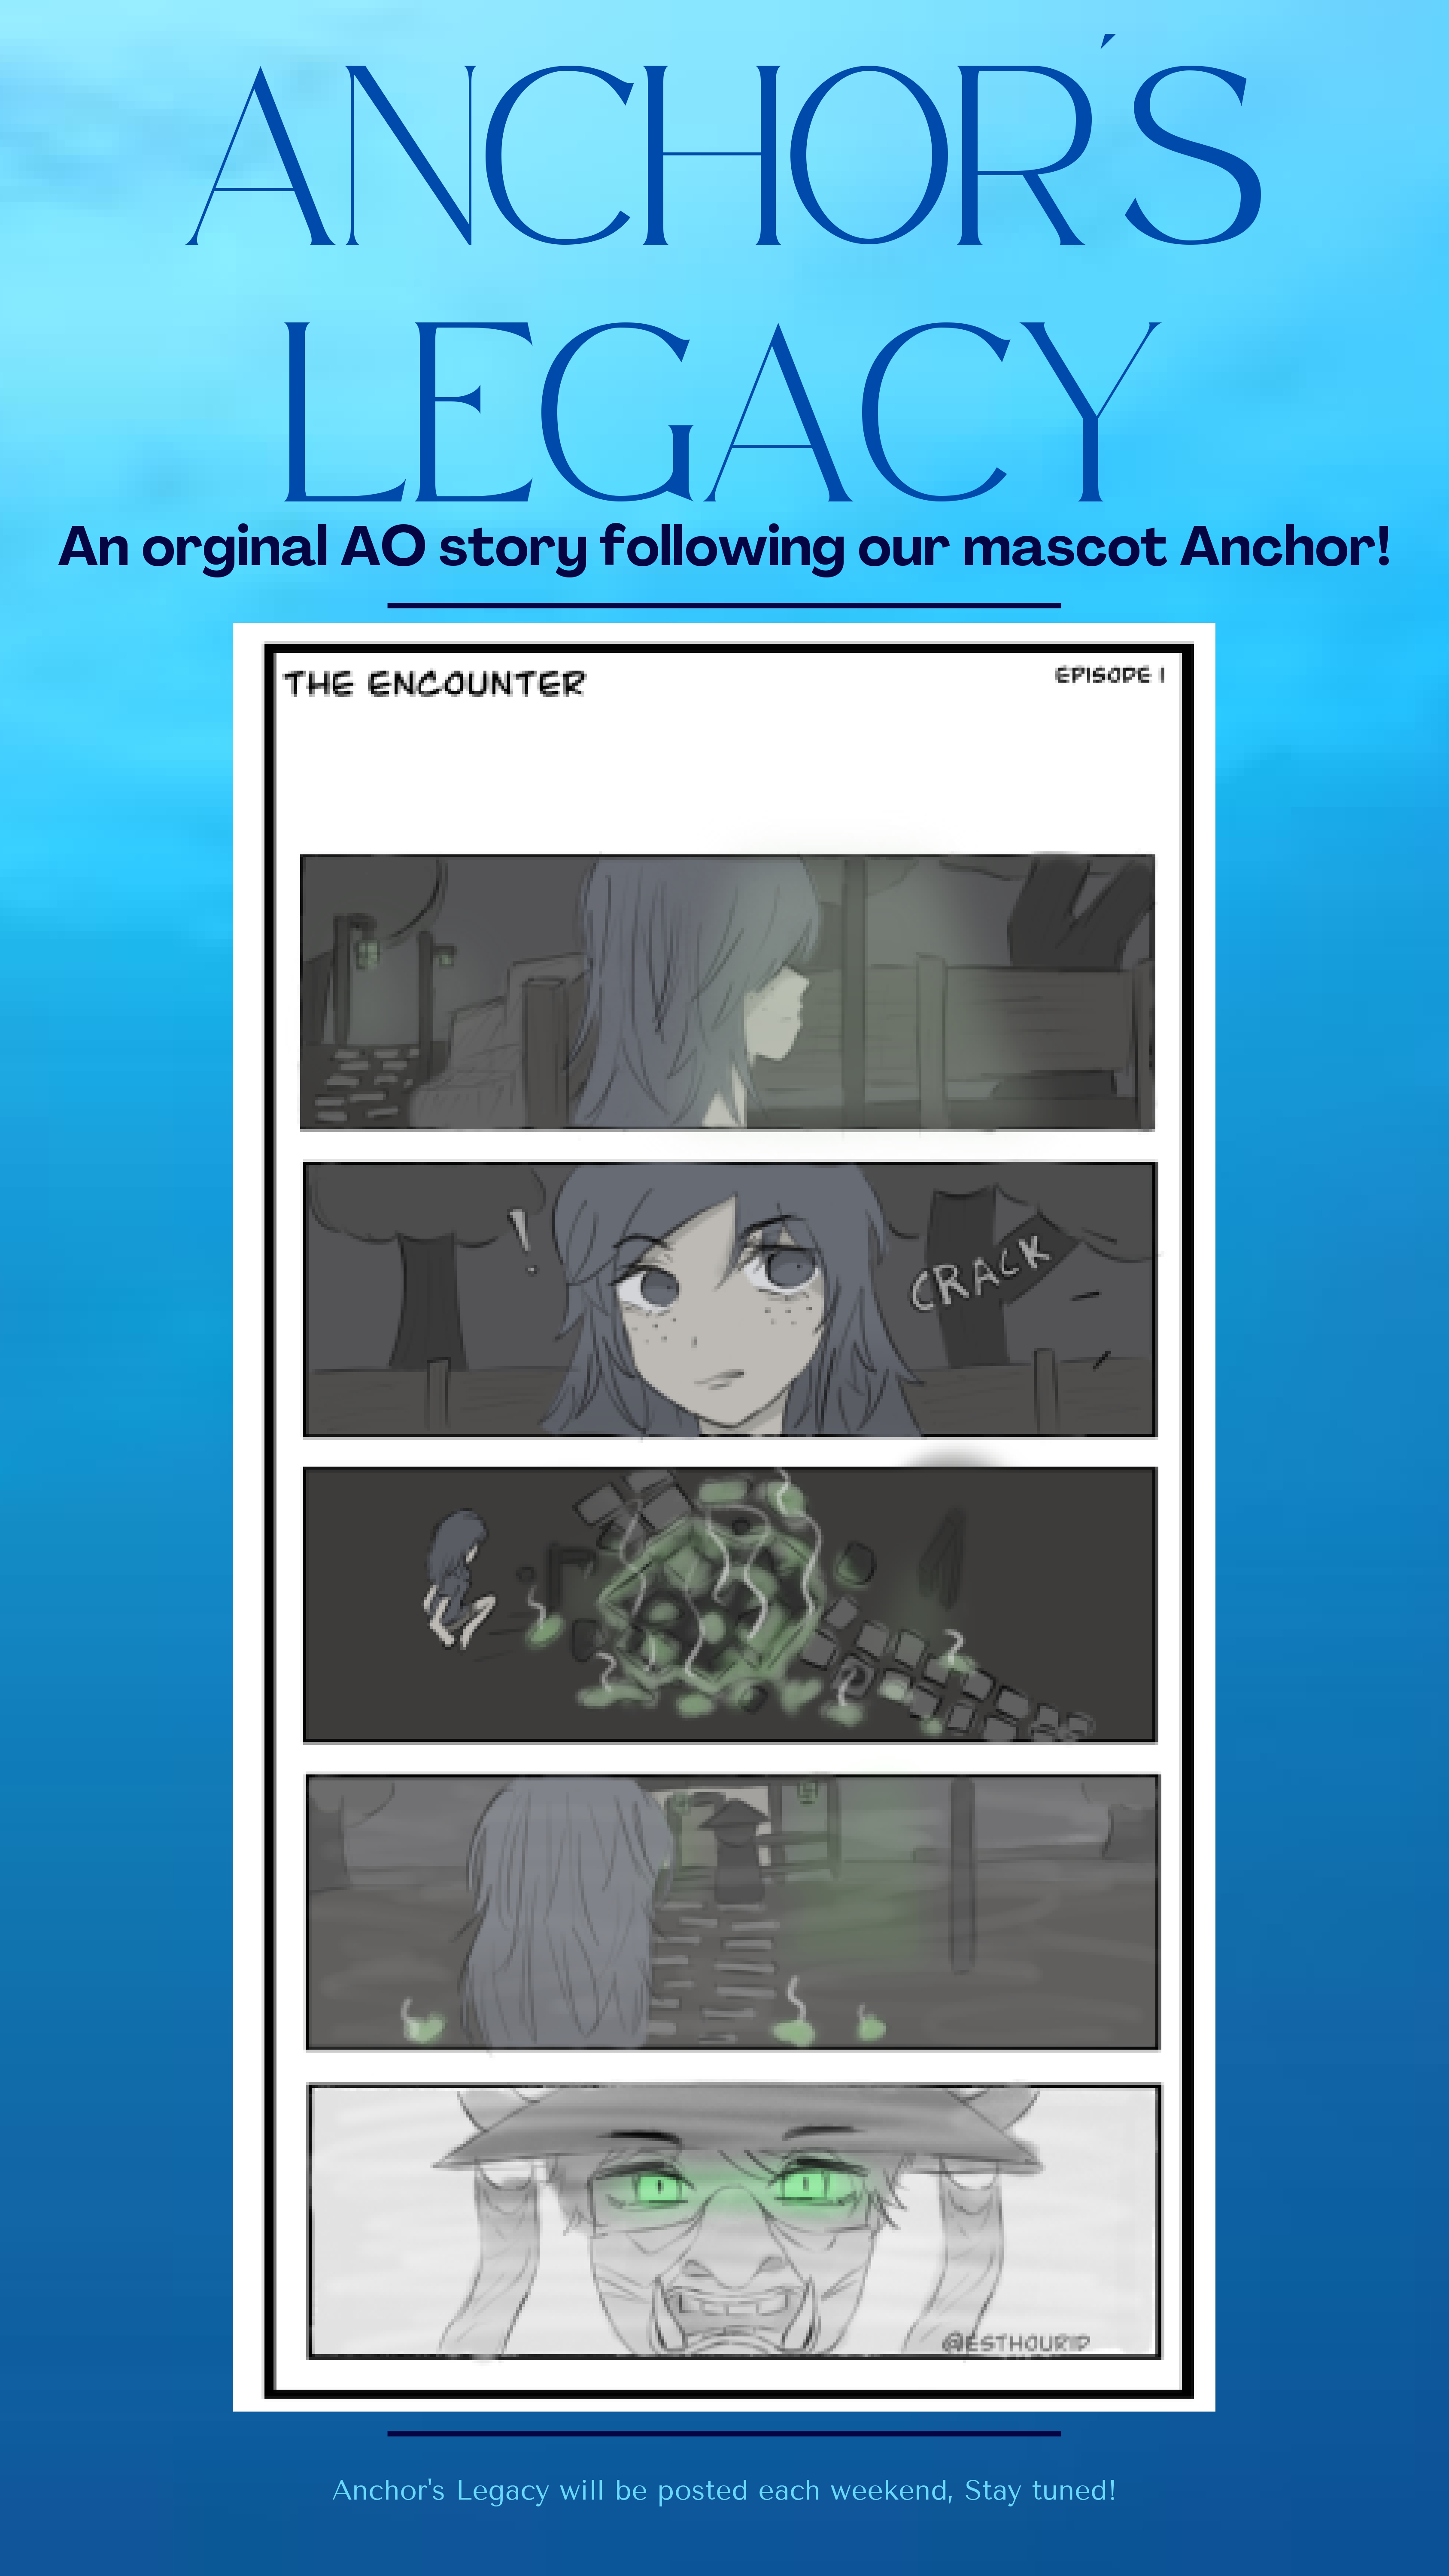 ANCHOR'S
LEGACY
An orginal AO story following our mascot Anchor!
THE ENCOUNTER
EPISODE 1
!
CRACK
@ESTHOURIP
Anchor's Legacy will be posted each weekend, Stay tuned!